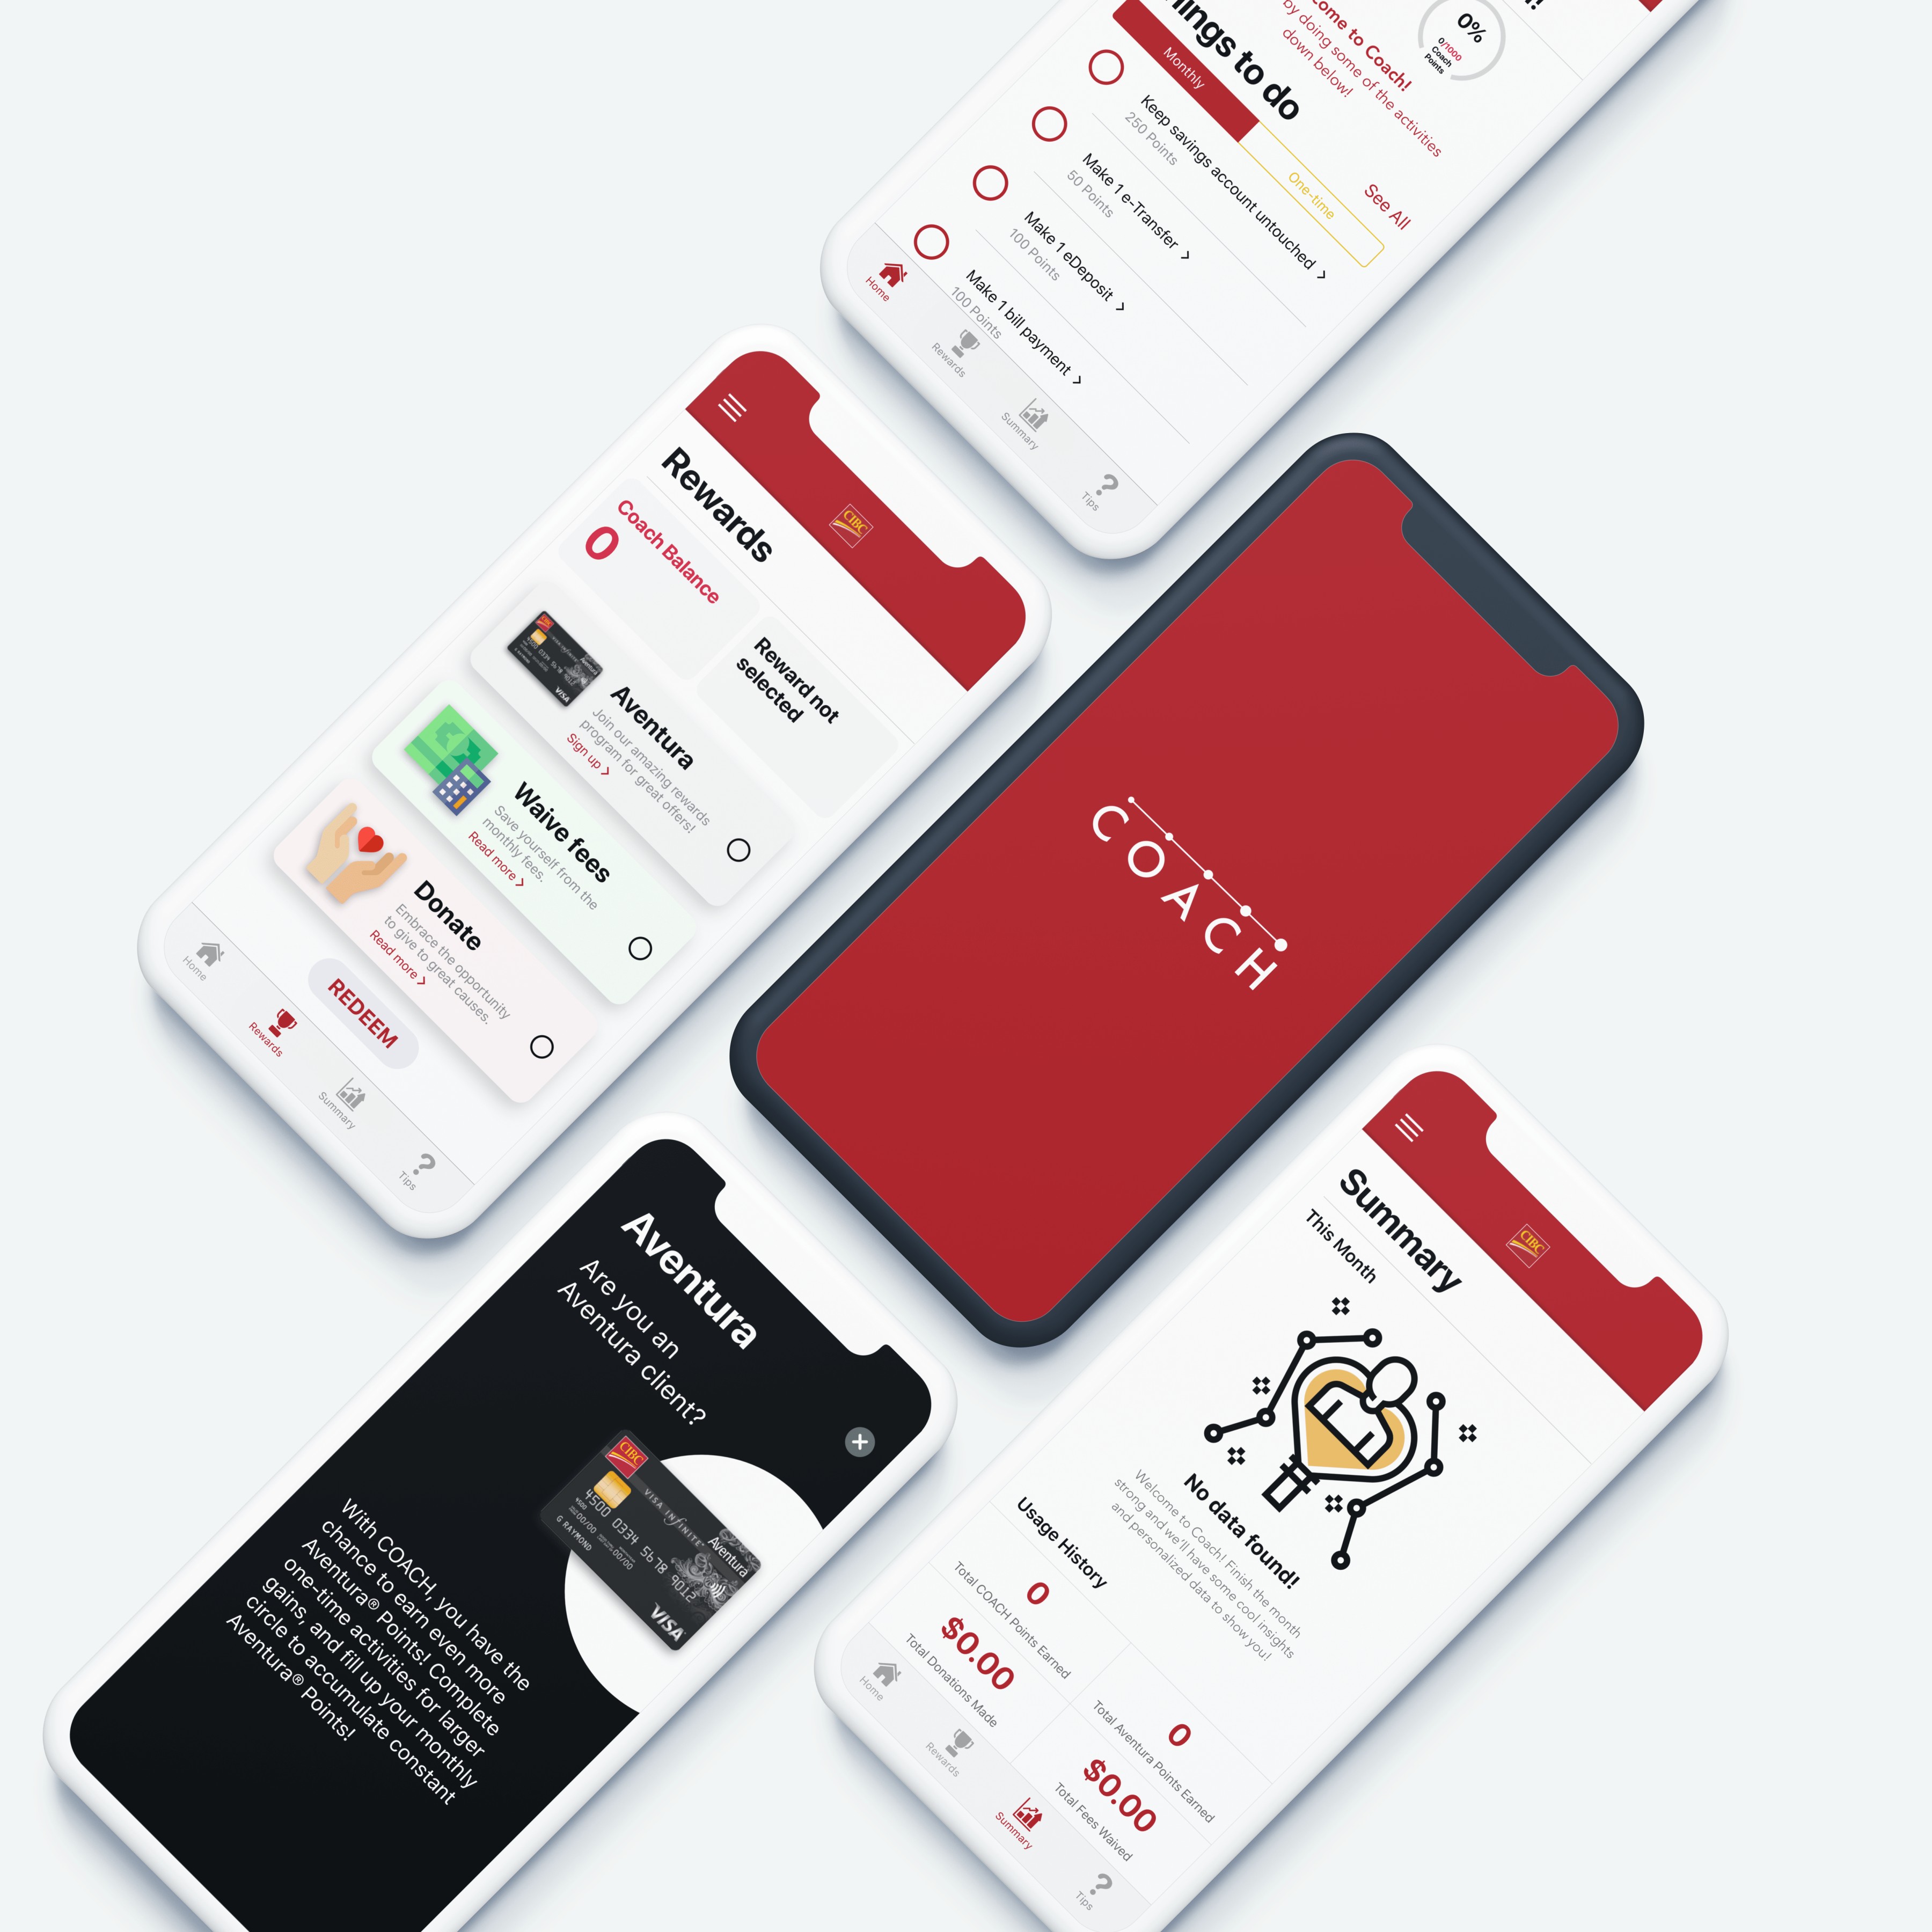 0%
0/1000
Coach
Points
come to Coach!
by doing some of the activities
down below!
ings to do
See All
Monthly
One-time
Keep savings account untouched >
250 Points
Make 1 e-Transfer >
50 Points
Make 1 eDeposit >
100 Points
Make 1 bill payment >
100 Points
Home
Rewards
Summary
Tips
CIBC
Rewards
Coach Balance
0
Reward not
selected
Aventura
Join our amazing rewards
program for great offers!
Sign up >
Waive fees
Save yourself from the
monthly fees.
Read more >
Donate
Embrace the opportunity
to give to great causes.
Read more >
REDEEM
Home
Rewards
Summary
Tips
COACH
Aventura
Are you an
Aventura client?
CIBC
VISA INFINITE
Aventura
4500 0334 5678 9012
4500
00/00
00/00
G RAYMOND
VISA
With COACH, you have the
chance to earn even more
Aventura® Points! Complete
one-time activities for larger
gains, and fill up your monthly
circle to accumulate constant
Aventura® Points!
CIBC
Summary
This Month
No data found!
Welcome to Coach! Finish the month
strong and we'll have some cool insights
and personalized data to show you!
Usage History
0
Total COACH Points Earned
0
Total Aventura Points Earned
$0.00
Total Donations Made
$0.00
Total Fees Waived
Home
Rewards
Summary
Tips